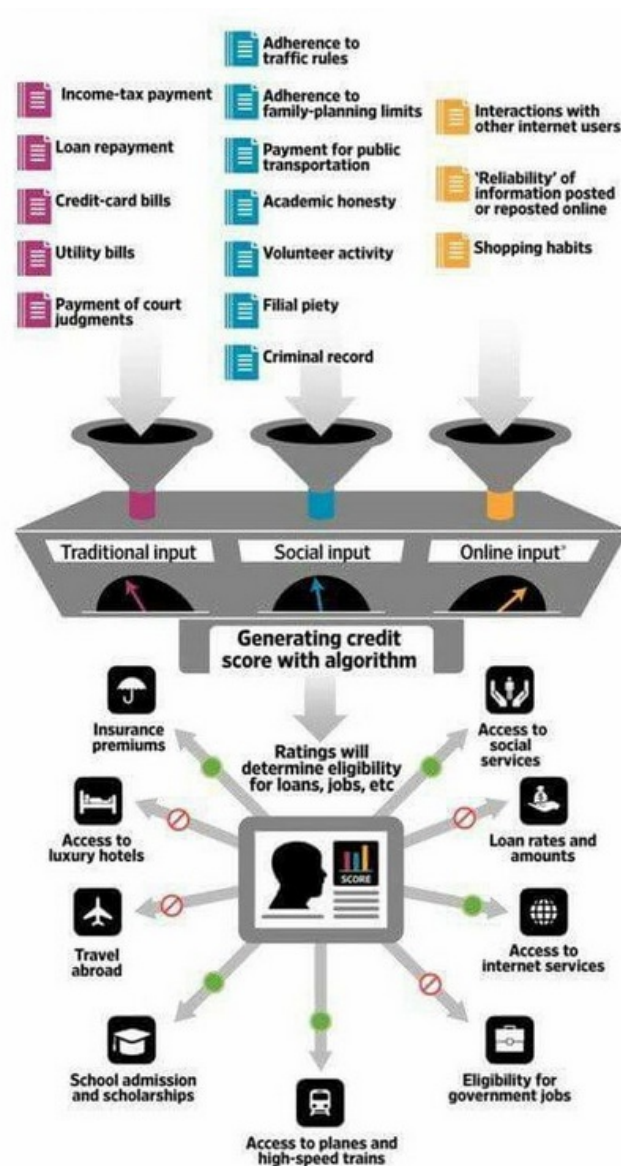 Income-tax payment
Loan repayment
Credit-card bills
Utility bills
Payment of court
judgments
Adherence to
traffic rules
Adherence to
family-planning limits
Payment for public
transportation
Academic honesty
Volunteer activity
Filial piety
Criminal record
Interactions with
other internet users
'Reliability' of
information posted
or reposted online
Shopping habits
Traditional input
Social input
Online input*
Generating credit
score with algorithm
Ratings will
determine eligibility
for loans, jobs, etc
Insurance
premiums
Access to
luxury hotels
Travel
abroad
School admission
and scholarships
Access to planes and
high-speed trains
Eligibility for
government jobs
Access to
internet services
Loan rates and
amounts
Access to
social services
SCORE